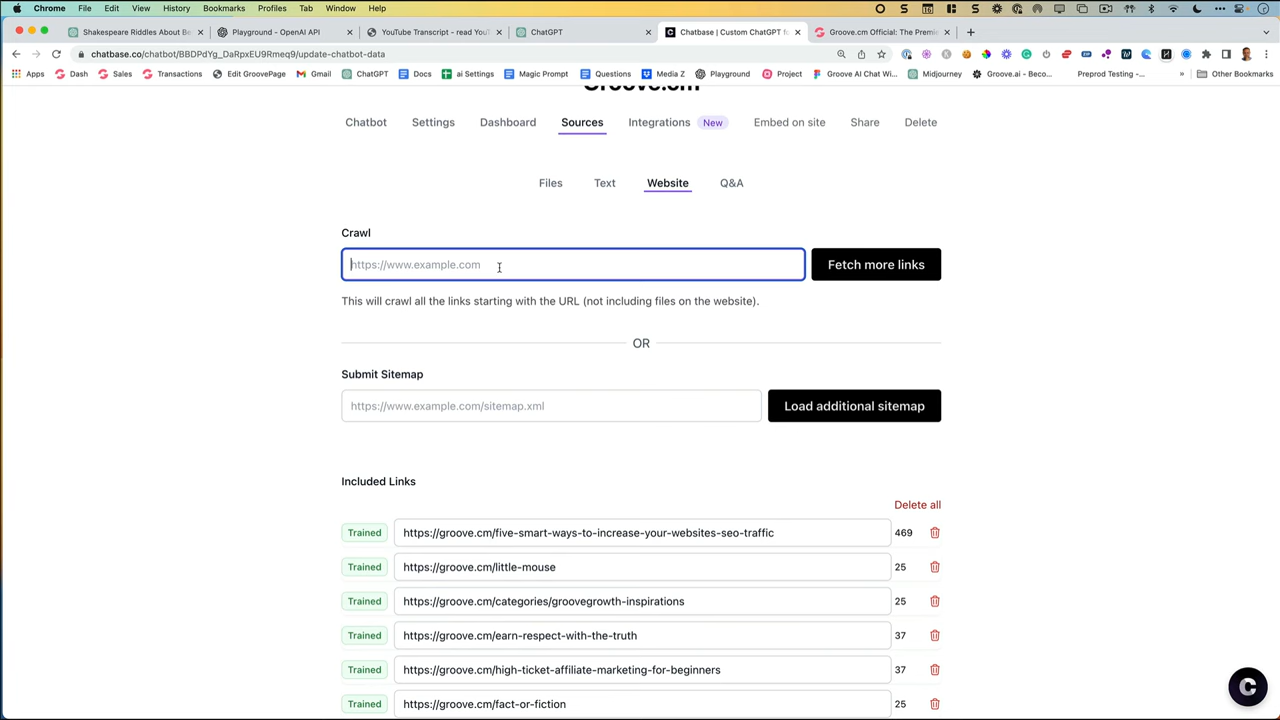 Chrome File Edit View History Bookmarks Profiles Tab Window Help
Shakespeare Riddles About Be
Playground - OpenAI API
YouTube Transcript - read You
ChatGPT
Chatbase | Custom ChatGPT fo
Groove.cm Official: The Premie
chatbase.co/chatbot/BBDPdYg_DaRpxEU9Rmeq9/update-chatbot-data
Apps Dash Sales Transactions Edit GroovePage Gmail ChatGPT Docs ai Settings Magic Prompt Questions Media Z Playground Project Groove AI Chat Wi... Midjourney Groove.ai - Beco... Preprod Testing -... » Other Bookmarks
Groove.cm
Chatbot Settings Dashboard Sources Integrations New Embed on site Share Delete
Files Text Website Q&A
Crawl
https://www.example.com Fetch more links
This will crawl all the links starting with the URL (not including files on the website).
OR
Submit Sitemap
https://www.example.com/sitemap.xml Load additional sitemap
Included Links
Delete all
Trained https://groove.cm/five-smart-ways-to-increase-your-websites-seo-traffic 469
Trained https://groove.cm/little-mouse 25
Trained https://groove.cm/categories/groovegrowth-inspirations 25
Trained https://groove.cm/earn-respect-with-the-truth 37
Trained https://groove.cm/high-ticket-affiliate-marketing-for-beginners 37
Trained https://groove.cm/fact-or-fiction 25
C